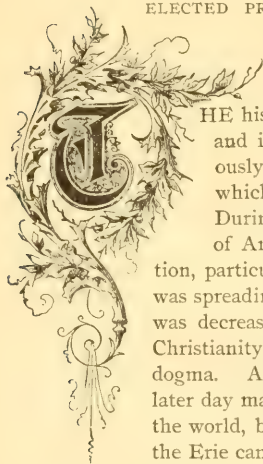 ELECTED PR
THE his
and i
ously
which
Durin
of Ar
tion, particu
was spreadin
was decreas
Christianity
dogma. A
later day ma
the world, b
the Erie can